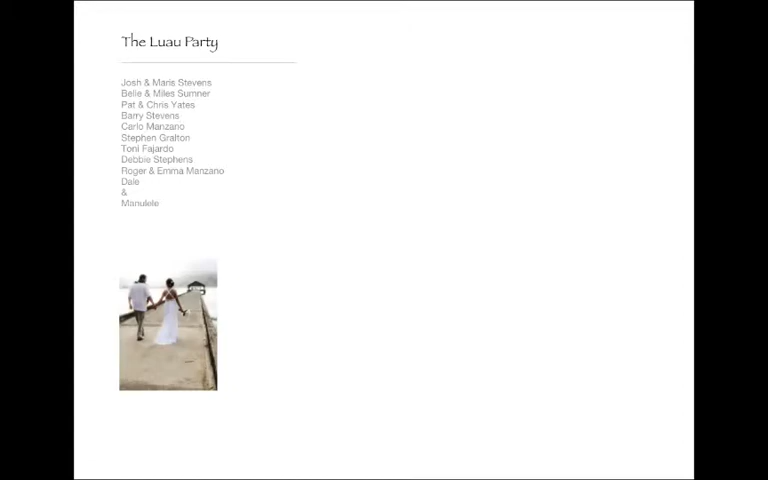 The Luau Party
Josh & Maris Stevens
Belle & Miles Sumner
Pat & Chris Yates
Barry Stevens
Carlo Manzano
Stephen Gralton
Toni Fajardo
Debbie Stephens
Roger & Emma Manzano
Dale
&
Manulele